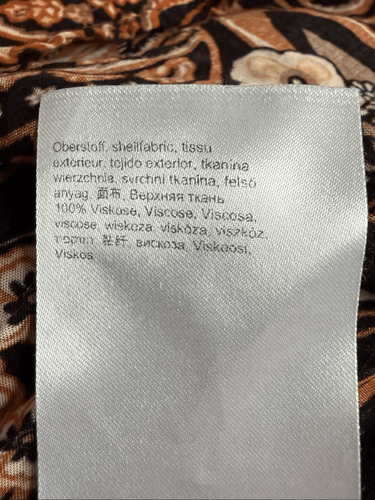 Oberstoff, shellfabric, tissu
extérieur, tejido exterior, tkanina
wierzchnia, svrchní tkanina, felsö
anyag, 面布, Верхняя ткань
100% Viskose, Viscose, Viscosa,
viscose, wiskoza, viskóza, viszkóz,
粘纤, вискоза, Viskoosi,
Viskos